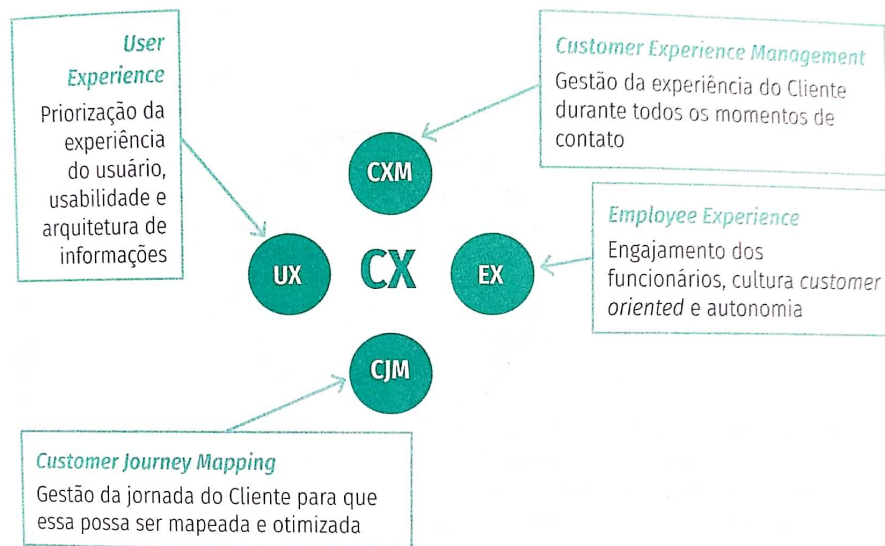 User
Experience
Priorização da
experiência
do usuário,
usabilidade e
arquitetura de
informações
Customer Experience Management
Gestão da experiência do Cliente
durante todos os momentos de
contato
CXM
Employee Experience
Engajamento dos
funcionários, cultura customer
oriented e autonomia
UX
CX
EX
CJM
Customer Journey Mapping
Gestão da jornada do Cliente para que
essa possa ser mapeada e otimizada